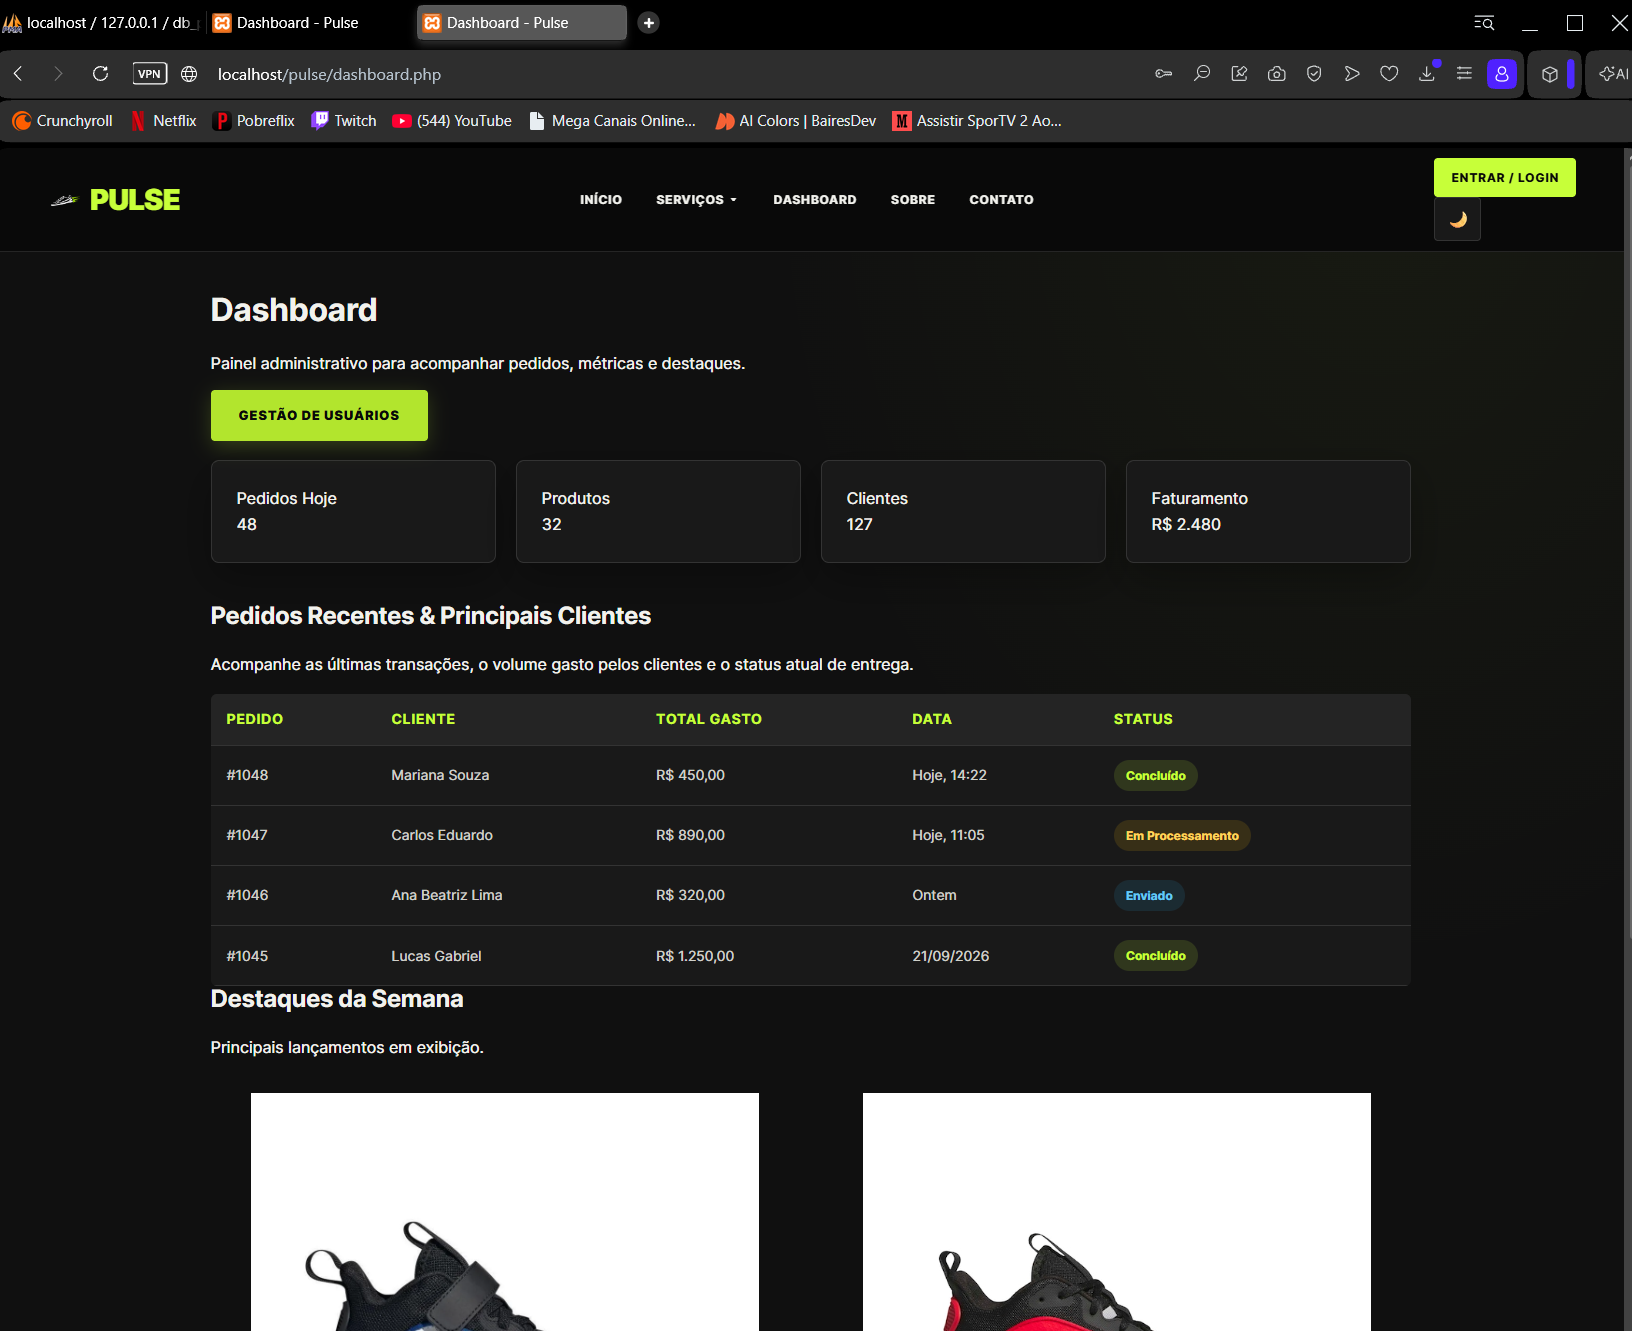 localhost / 127.0.0.1 / db_
Dashboard - Pulse
Dashboard - Pulse
VPN
localhost/pulse/dashboard.php
AI
Crunchyroll
Netflix
Pobreflix
Twitch
(544) YouTube
Mega Canais Online...
AI Colors | BairesDev
M
Assistir SporTV 2 Ao...
PULSE
INÍCIO
SERVIÇOS
DASHBOARD
SOBRE
CONTATO
ENTRAR / LOGIN
Dashboard
Painel administrativo para acompanhar pedidos, métricas e destaques.
GESTÃO DE USUÁRIOS
Pedidos Hoje
48
Produtos
32
Clientes
127
Faturamento
R$ 2.480
Pedidos Recentes & Principais Clientes
Acompanhe as últimas transações, o volume gasto pelos clientes e o status atual de entrega.
PEDIDO CLIENTE TOTAL GASTO DATA STATUS
#1048 Mariana Souza R$ 450,00 Hoje, 14:22 Concluído
#1047 Carlos Eduardo R$ 890,00 Hoje, 11:05 Em Processamento
#1046 Ana Beatriz Lima R$ 320,00 Ontem Enviado
#1045 Lucas Gabriel R$ 1.250,00 21/09/2026 Concluído
Destaques da Semana
Principais lançamentos em exibição.